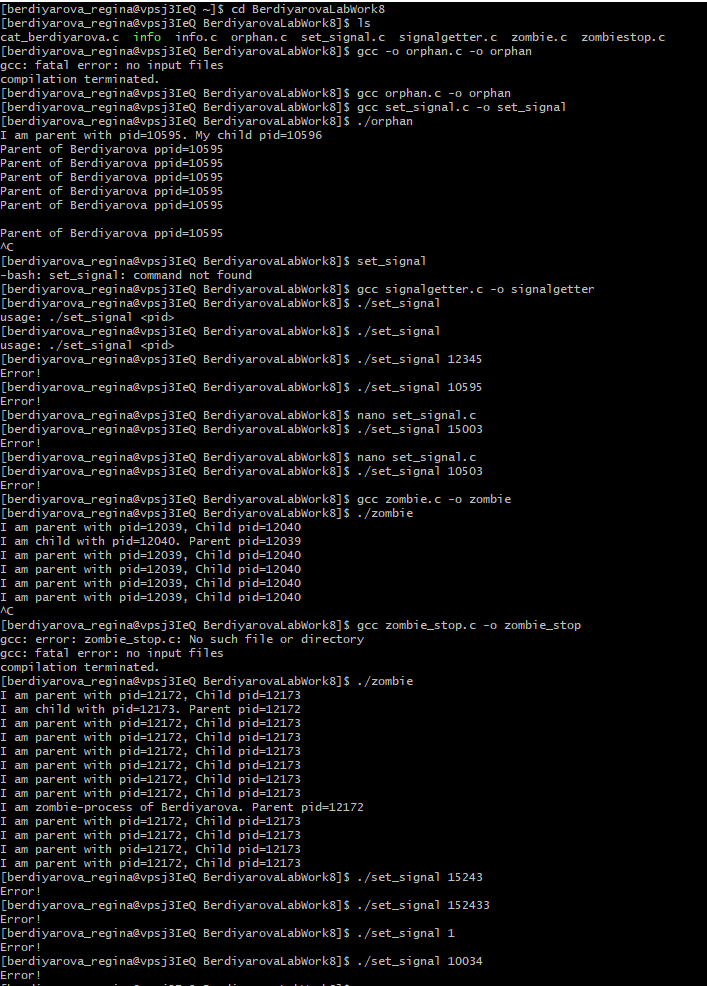 [berdiyarova_regina@vpsj3IeQ ~]$ cd BerdiyarovaLabWork8
[berdiyarova_regina@vpsj3IeQ BerdiyarovaLabWork8]$ ls
cat_berdiyarova.c  info  info.c  orphan.c  set_signal.c  signalgetter.c  zombie.c  zombiestop.c
[berdiyarova_regina@vpsj3IeQ BerdiyarovaLabWork8]$ gcc -o orphan.c -o orphan
gcc: fatal error: no input files
compilation terminated.
[berdiyarova_regina@vpsj3IeQ BerdiyarovaLabWork8]$ gcc orphan.c -o orphan
[berdiyarova_regina@vpsj3IeQ BerdiyarovaLabWork8]$ gcc set_signal.c -o set_signal
[berdiyarova_regina@vpsj3IeQ BerdiyarovaLabWork8]$ ./orphan
I am parent with pid=10595. My child pid=10596
Parent of Berdiyarova ppid=10595
Parent of Berdiyarova ppid=10595
Parent of Berdiyarova ppid=10595
Parent of Berdiyarova ppid=10595
Parent of Berdiyarova ppid=10595

Parent of Berdiyarova ppid=10595
^C
[berdiyarova_regina@vpsj3IeQ BerdiyarovaLabWork8]$ set_signal
-bash: set_signal: command not found
[berdiyarova_regina@vpsj3IeQ BerdiyarovaLabWork8]$ gcc signalgetter.c -o signalgetter
[berdiyarova_regina@vpsj3IeQ BerdiyarovaLabWork8]$ ./set_signal
usage: ./set_signal <pid>
[berdiyarova_regina@vpsj3IeQ BerdiyarovaLabWork8]$ ./set_signal
usage: ./set_signal <pid>
[berdiyarova_regina@vpsj3IeQ BerdiyarovaLabWork8]$ ./set_signal 12345
Error!
[berdiyarova_regina@vpsj3IeQ BerdiyarovaLabWork8]$ ./set_signal 10595
Error!
[berdiyarova_regina@vpsj3IeQ BerdiyarovaLabWork8]$ nano set_signal.c
[berdiyarova_regina@vpsj3IeQ BerdiyarovaLabWork8]$ ./set_signal 15003
Error!
[berdiyarova_regina@vpsj3IeQ BerdiyarovaLabWork8]$ nano set_signal.c
[berdiyarova_regina@vpsj3IeQ BerdiyarovaLabWork8]$ ./set_signal 10503
Error!
[berdiyarova_regina@vpsj3IeQ BerdiyarovaLabWork8]$ gcc zombie.c -o zombie
[berdiyarova_regina@vpsj3IeQ BerdiyarovaLabWork8]$ ./zombie
I am parent with pid=12039, Child pid=12040
I am child with pid=12040. Parent pid=12039
I am parent with pid=12039, Child pid=12040
I am parent with pid=12039, Child pid=12040
I am parent with pid=12039, Child pid=12040
I am parent with pid=12039, Child pid=12040
^C
[berdiyarova_regina@vpsj3IeQ BerdiyarovaLabWork8]$ gcc zombie_stop.c -o zombie_stop
gcc: error: zombie_stop.c: No such file or directory
gcc: fatal error: no input files
compilation terminated.
[berdiyarova_regina@vpsj3IeQ BerdiyarovaLabWork8]$ ./zombie
I am parent with pid=12172, Child pid=12173
I am child with pid=12173. Parent pid=12172
I am parent with pid=12172, Child pid=12173
I am parent with pid=12172, Child pid=12173
I am parent with pid=12172, Child pid=12173
I am parent with pid=12172, Child pid=12173
I am parent with pid=12172, Child pid=12173
I am parent with pid=12172, Child pid=12173
I am zombie-process of Berdiyarova. Parent pid=12172
I am parent with pid=12172, Child pid=12173
I am parent with pid=12172, Child pid=12173
I am parent with pid=12172, Child pid=12173
I am parent with pid=12172, Child pid=12173
[berdiyarova_regina@vpsj3IeQ BerdiyarovaLabWork8]$ ./set_signal 15243
Error!
[berdiyarova_regina@vpsj3IeQ BerdiyarovaLabWork8]$ ./set_signal 152433
Error!
[berdiyarova_regina@vpsj3IeQ BerdiyarovaLabWork8]$ ./set_signal 1
Error!
[berdiyarova_regina@vpsj3IeQ BerdiyarovaLabWork8]$ ./set_signal 10034
Error!